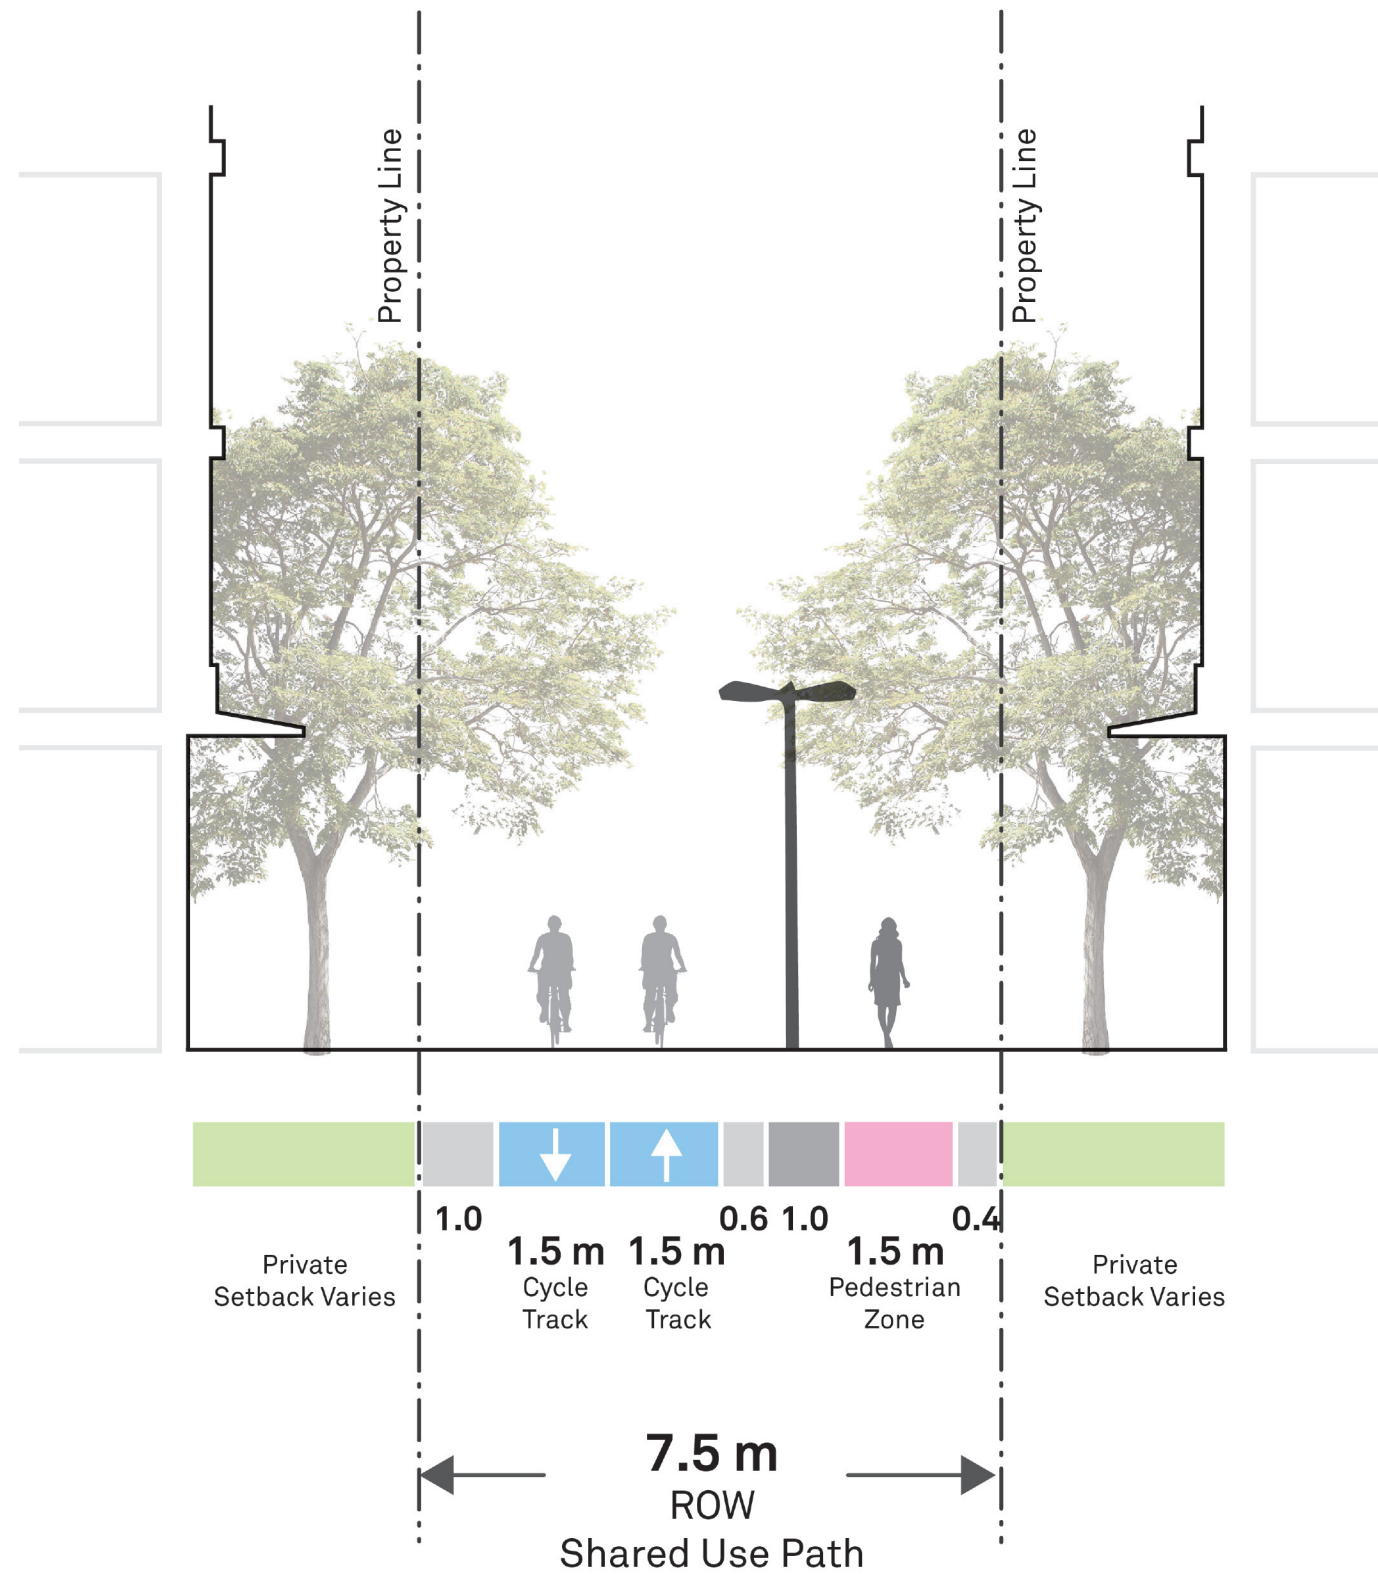 Property Line
Property Line
1.0
0.6
1.0
0.4
1.5 m
Cycle
Track
1.5 m
Cycle
Track
1.5 m
Pedestrian
Zone
Private
Setback Varies
Private
Setback Varies
7.5 m
ROW
Shared Use Path